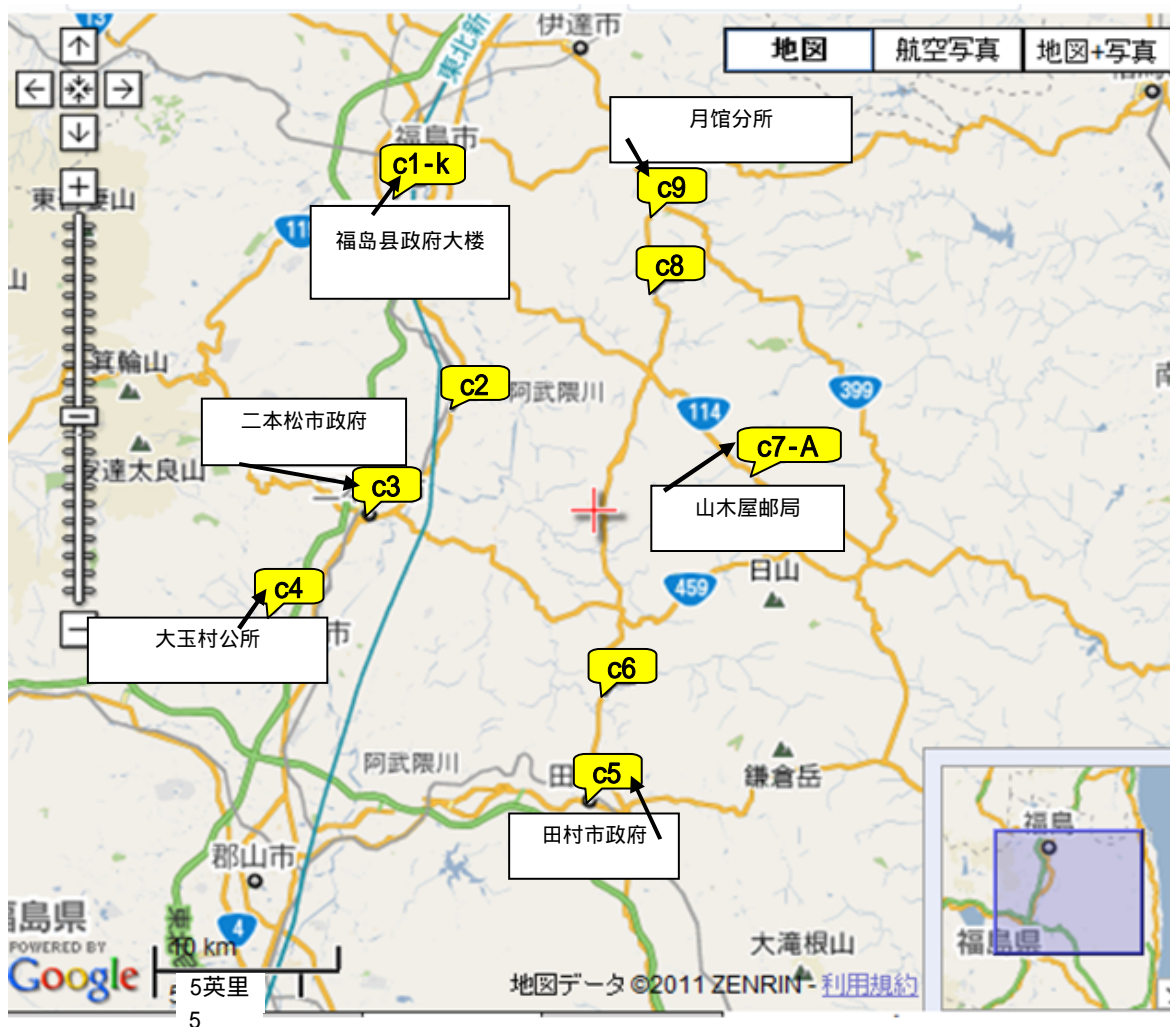 伊達市
13
東北新
地図
航空写真
地図+写真
福島市
月馆分所
c1-k
c9
福岛县政府大楼
c8
箕輪山
c2
阿武隈川
399
114
二本松市政府
c7-A
安達太良山
c3
山木屋邮局
日山
459
c4
大玉村公所
市
c6
阿武隈川
田
c5
鎌倉岳
田村市政府
福島
郡山市
福島県
4
POWERED BY
Google
10 km
大滝根山
福島県
5英里
5
地図データ ©2011 ZENRIN - 利用規約